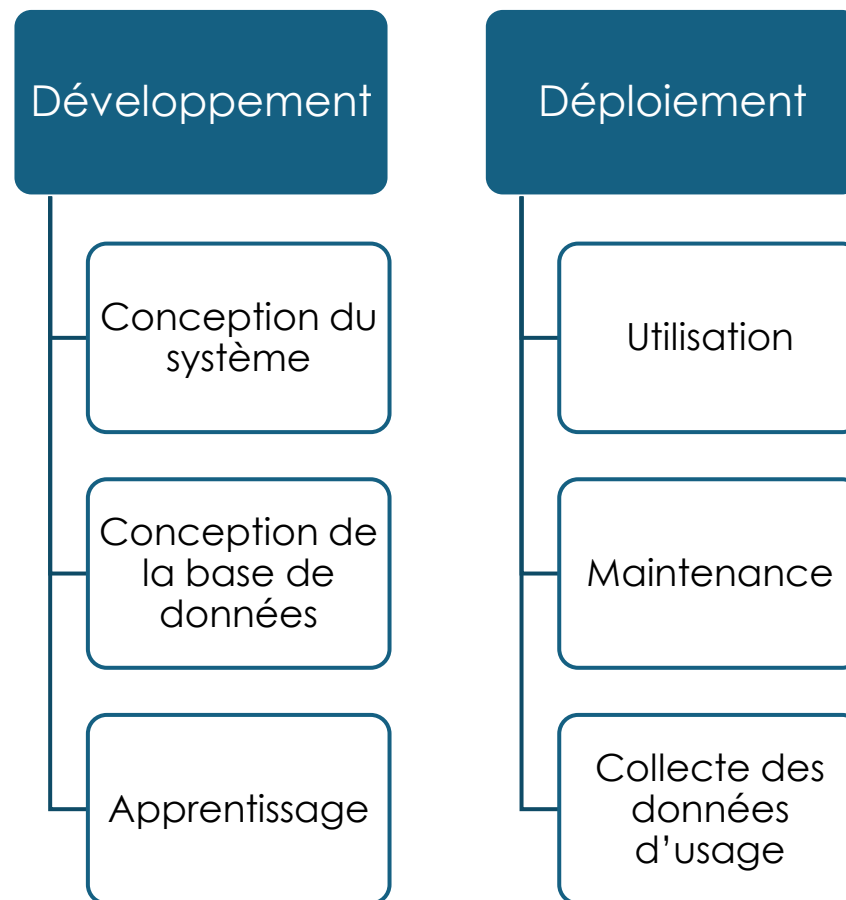 Développement
Conception du
système
Conception de
la base de
données
Apprentissage
Déploiement
Utilisation
Maintenance
Collecte des
données
d’usage